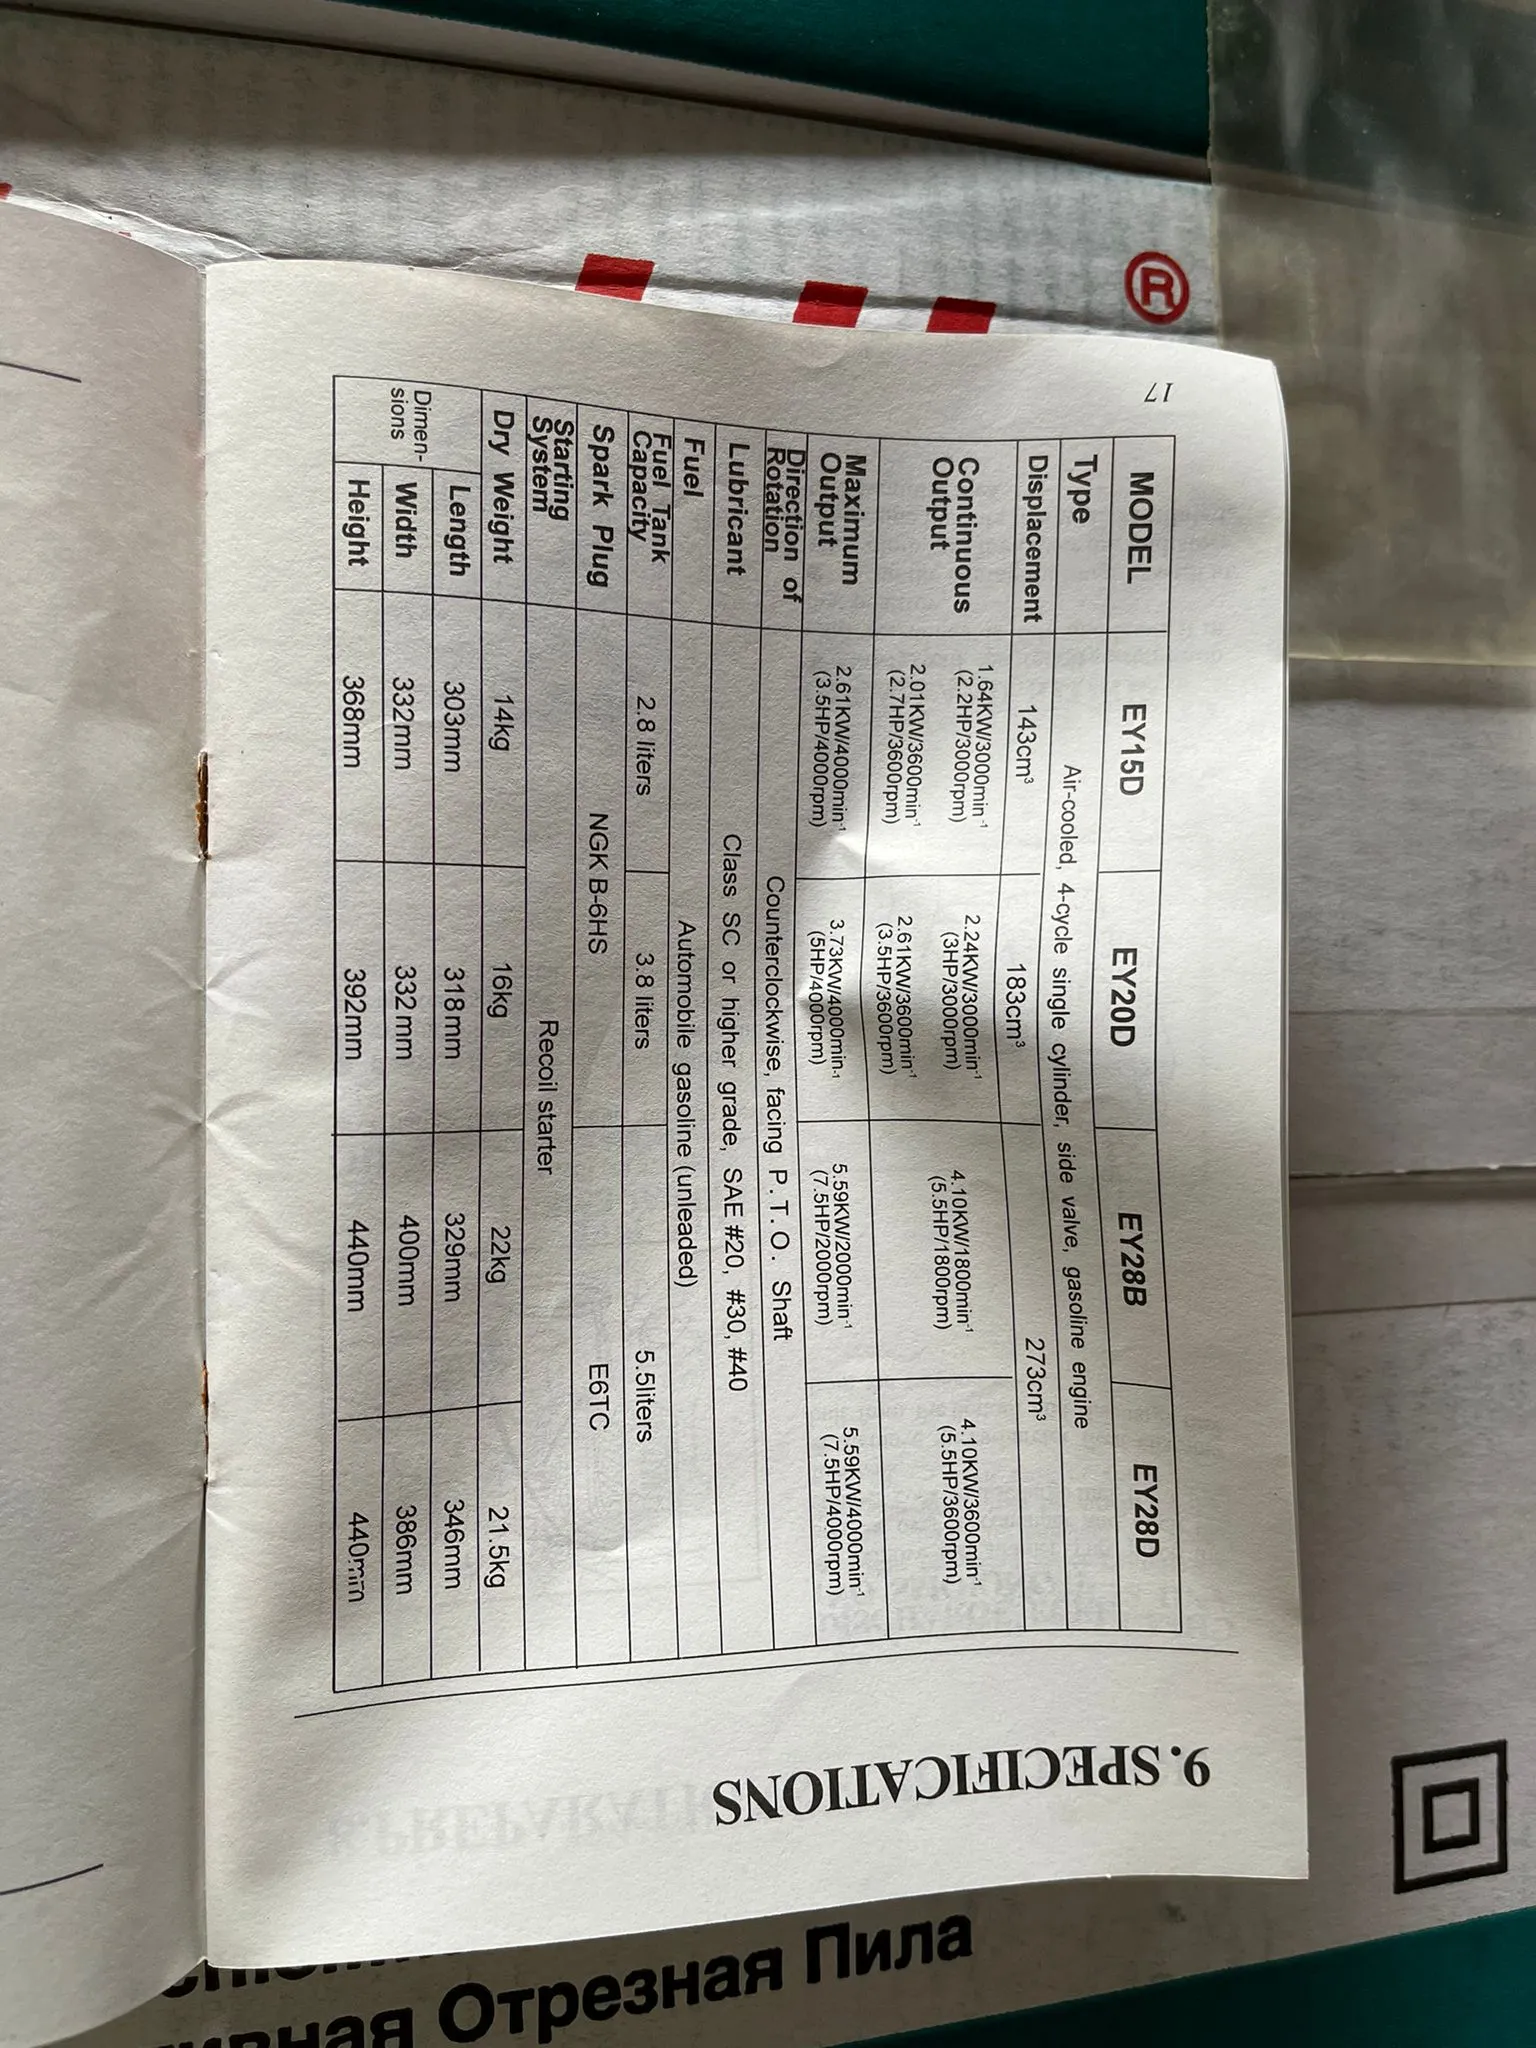 9. SPECIFICATIONS
MODEL EY15D EY20D EY28B EY28D
Type Air-cooled, 4-cycle single cylinder, side valve, gasoline engine
Displacement 143cm³ 183cm³ 273cm³
Continuous Output 1.64KW/3000min⁻¹ (2.2HP/3000rpm) 2.01KW/3600min⁻¹ (2.7HP/3600rpm) 2.24KW/3000min⁻¹ (3HP/3000rpm) 2.61KW/3600min⁻¹ (3.5HP/3600rpm) 4.10KW/1800min⁻¹ (5.5HP/1800rpm) 4.10KW/3600min⁻¹ (5.5HP/3600rpm)
Maximum Output 2.61KW/4000min⁻¹ (3.5HP/4000rpm) 3.73KW/4000min-1 (5HP/4000rpm) 5.59KW/2000min⁻¹ (7.5HP/2000rpm) 5.59KW/4000min⁻¹ (7.5HP/4000rpm)
Direction of Rotation Counterclockwise, facing P.T.O. Shaft
Lubricant Class SC or higher grade, SAE #20, #30, #40
Fuel Automobile gasoline (unleaded)
Fuel Tank Capacity 2.8 liters 3.8 liters 5.5liters
Spark Plug NGK B-6HS E6TC
Starting System Recoil starter
Dry Weight 14kg 16kg 22kg 21.5kg
Dimen-sions Length 303mm 318mm 329mm 346mm
Width 332mm 332mm 400mm 386mm
Height 368mm 392mm 440mm 440mm
17
Отрезная Пила